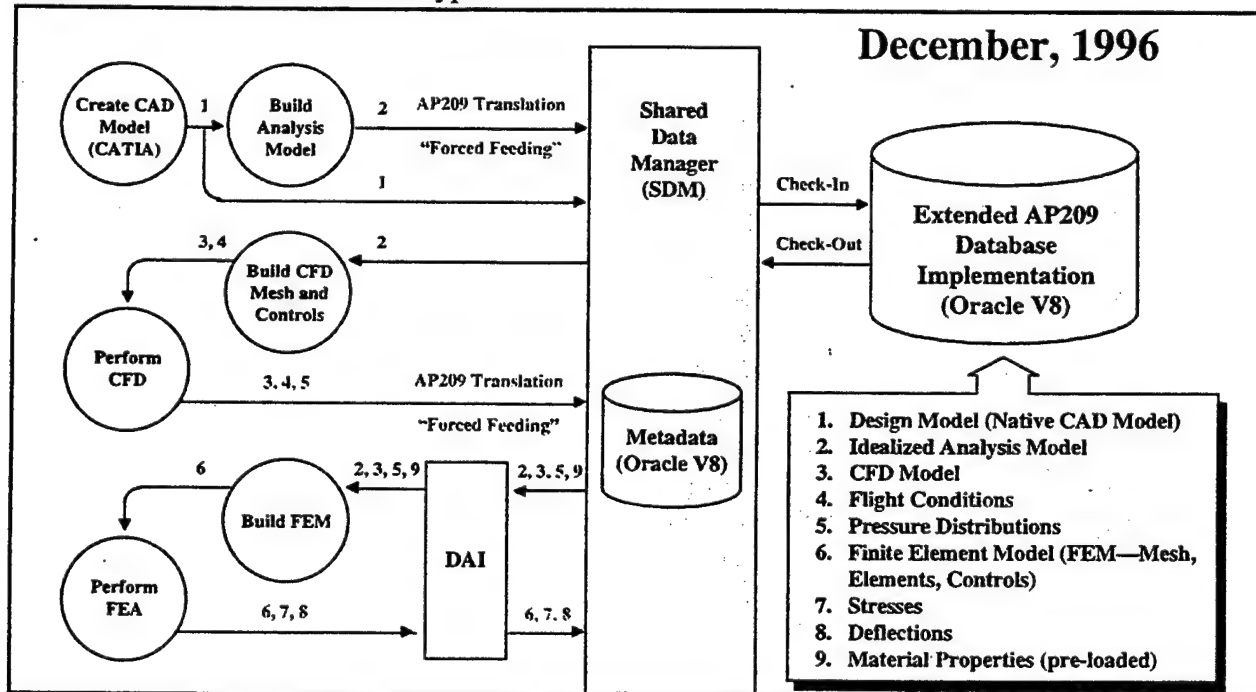 December, 1996
Create CAD
Model
(CATIA)
1
Build
Analysis
Model
2
AP209 Translation
"Forced Feeding"
1
Shared
Data
Manager
(SDM)
Check-In
Check-Out
Extended AP209
Database
Implementation
(Oracle V8)
3, 4
Build CFD
Mesh and
Controls
2
Perform
CFD
3. 4, 5
AP209 Translation
"Forced Feeding"
Metadata
(Oracle V8)
6
Build FEM
2, 3, 5, 9
DAI
2, 3. 5, 9
Perform
FEA
6, 7, 8
6, 7. 8
1. Design Model (Native CAD Model)
2. Idealized Analysis Model
3. CFD Model
4. Flight Conditions
5. Pressure Distributions
6. Finite Element Model (FEM—Mesh,
Elements, Controls)
7. Stresses
8. Deflections
9. Material Properties (pre-loaded)